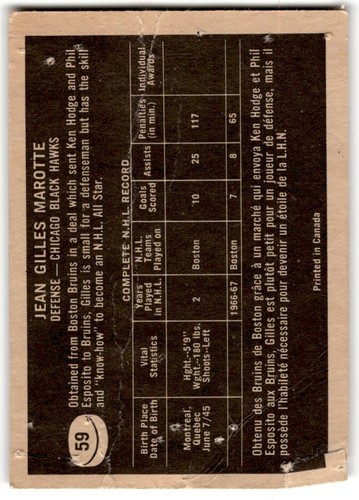 59
JEAN GILLES MAROTTE
DEFENSE — CHICAGO BLACK HAWKS
Obtained from Boston Bruins in a deal which sent Ken Hodge and Phil
Esposito to Bruins, Gilles is small for a defenseman but has the skill
and "know-how" to become an N.H.L. All Star.
COMPLETE N.H.L. RECORD
Birth Place Date of Birth | Vital Statistics | Years Played in N.H.L. | N.H.L. Teams Played on | Goals Scored | Assists | Penalties (in min.) | Individual Awards
Montreal, Quebec June 7/45 | Hght.-5'9" Weght.-180 lbs. Shoots-Left | 2 | Boston | 10 | 25 | 117
1966-67 | Boston | 7 | 8 | 65
Obtenu des Bruins de Boston grâce à un marché qui envoya Ken Hodge et Phil
Esposito aux Bruins, Gilles est plutôt petit pour un joueur de défense, mais il
possède l'habileté nécessaire pour devenir un étoile de la L.H.N.
Printed in Canada